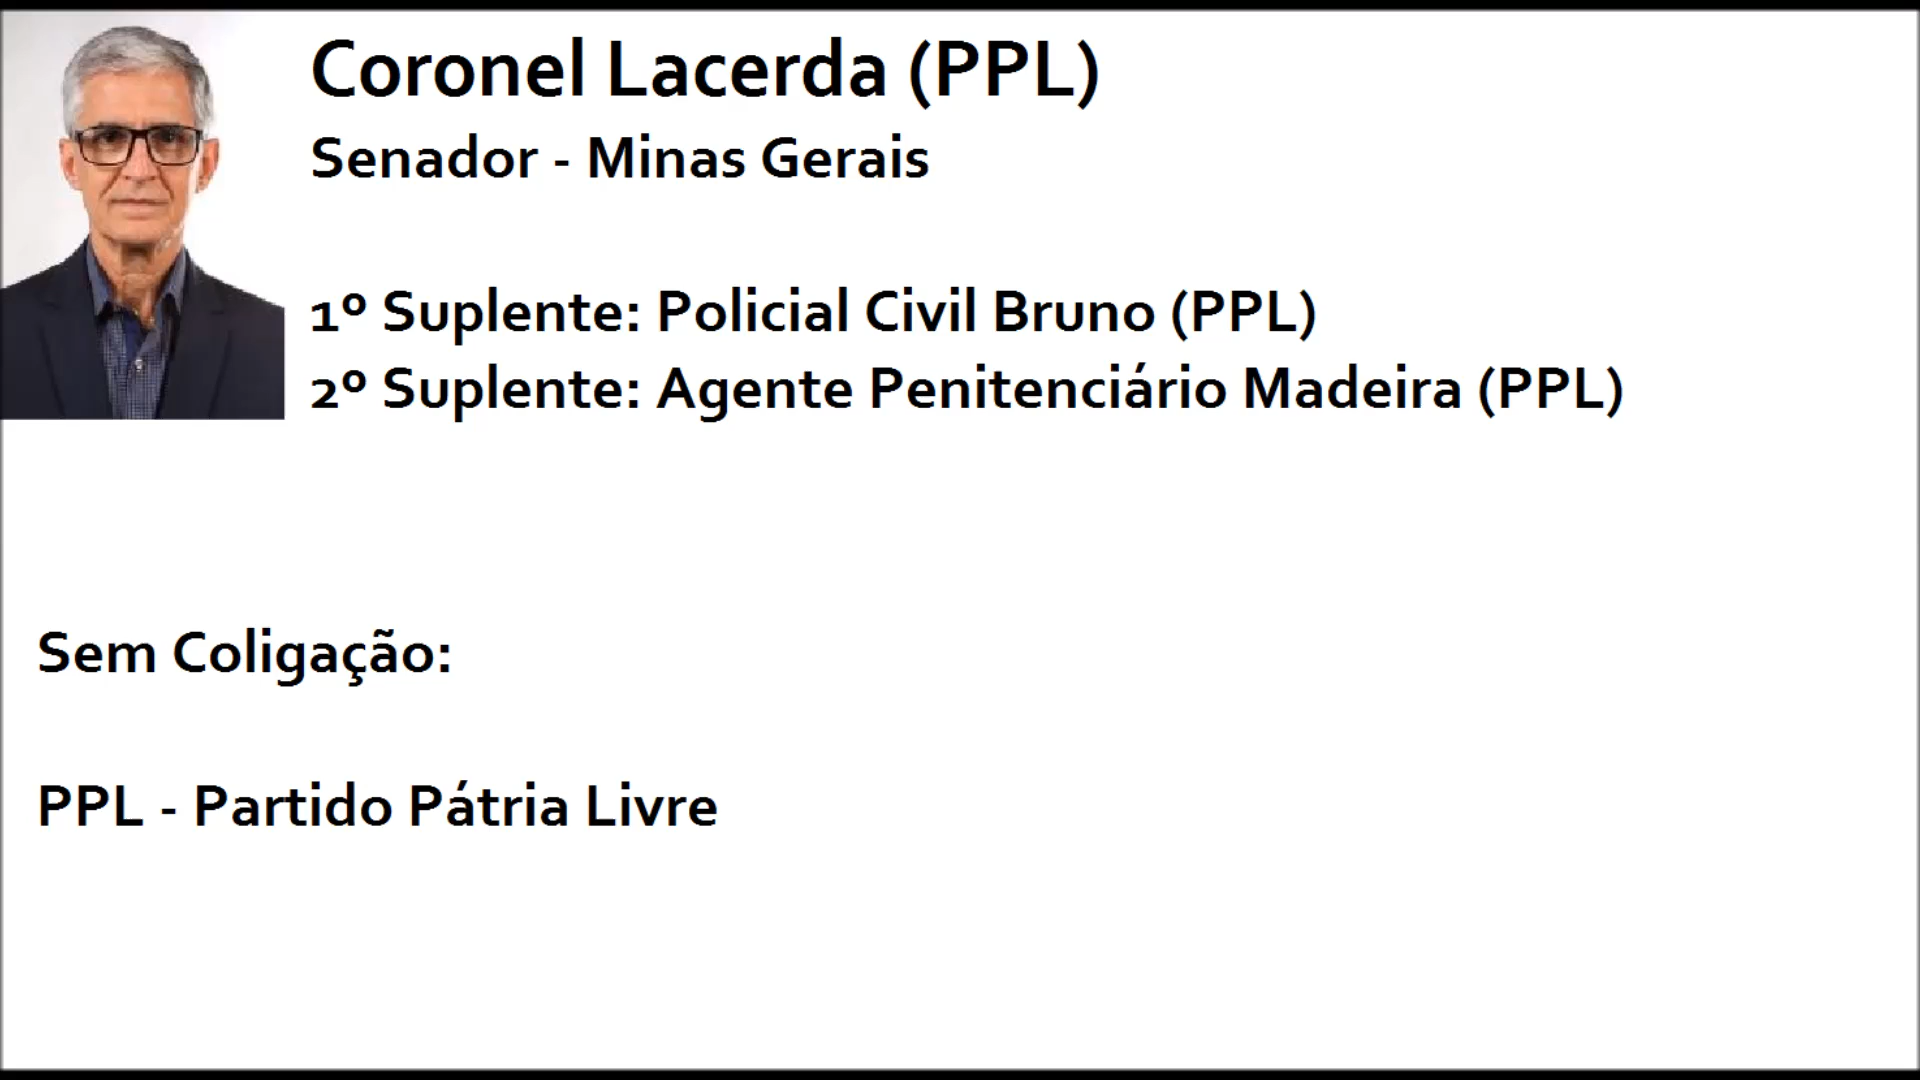 Coronel Lacerda (PPL)
Senador - Minas Gerais
1º Suplente: Policial Civil Bruno (PPL)
2º Suplente: Agente Penitenciário Madeira (PPL)
Sem Coligação:
PPL - Partido Pátria Livre